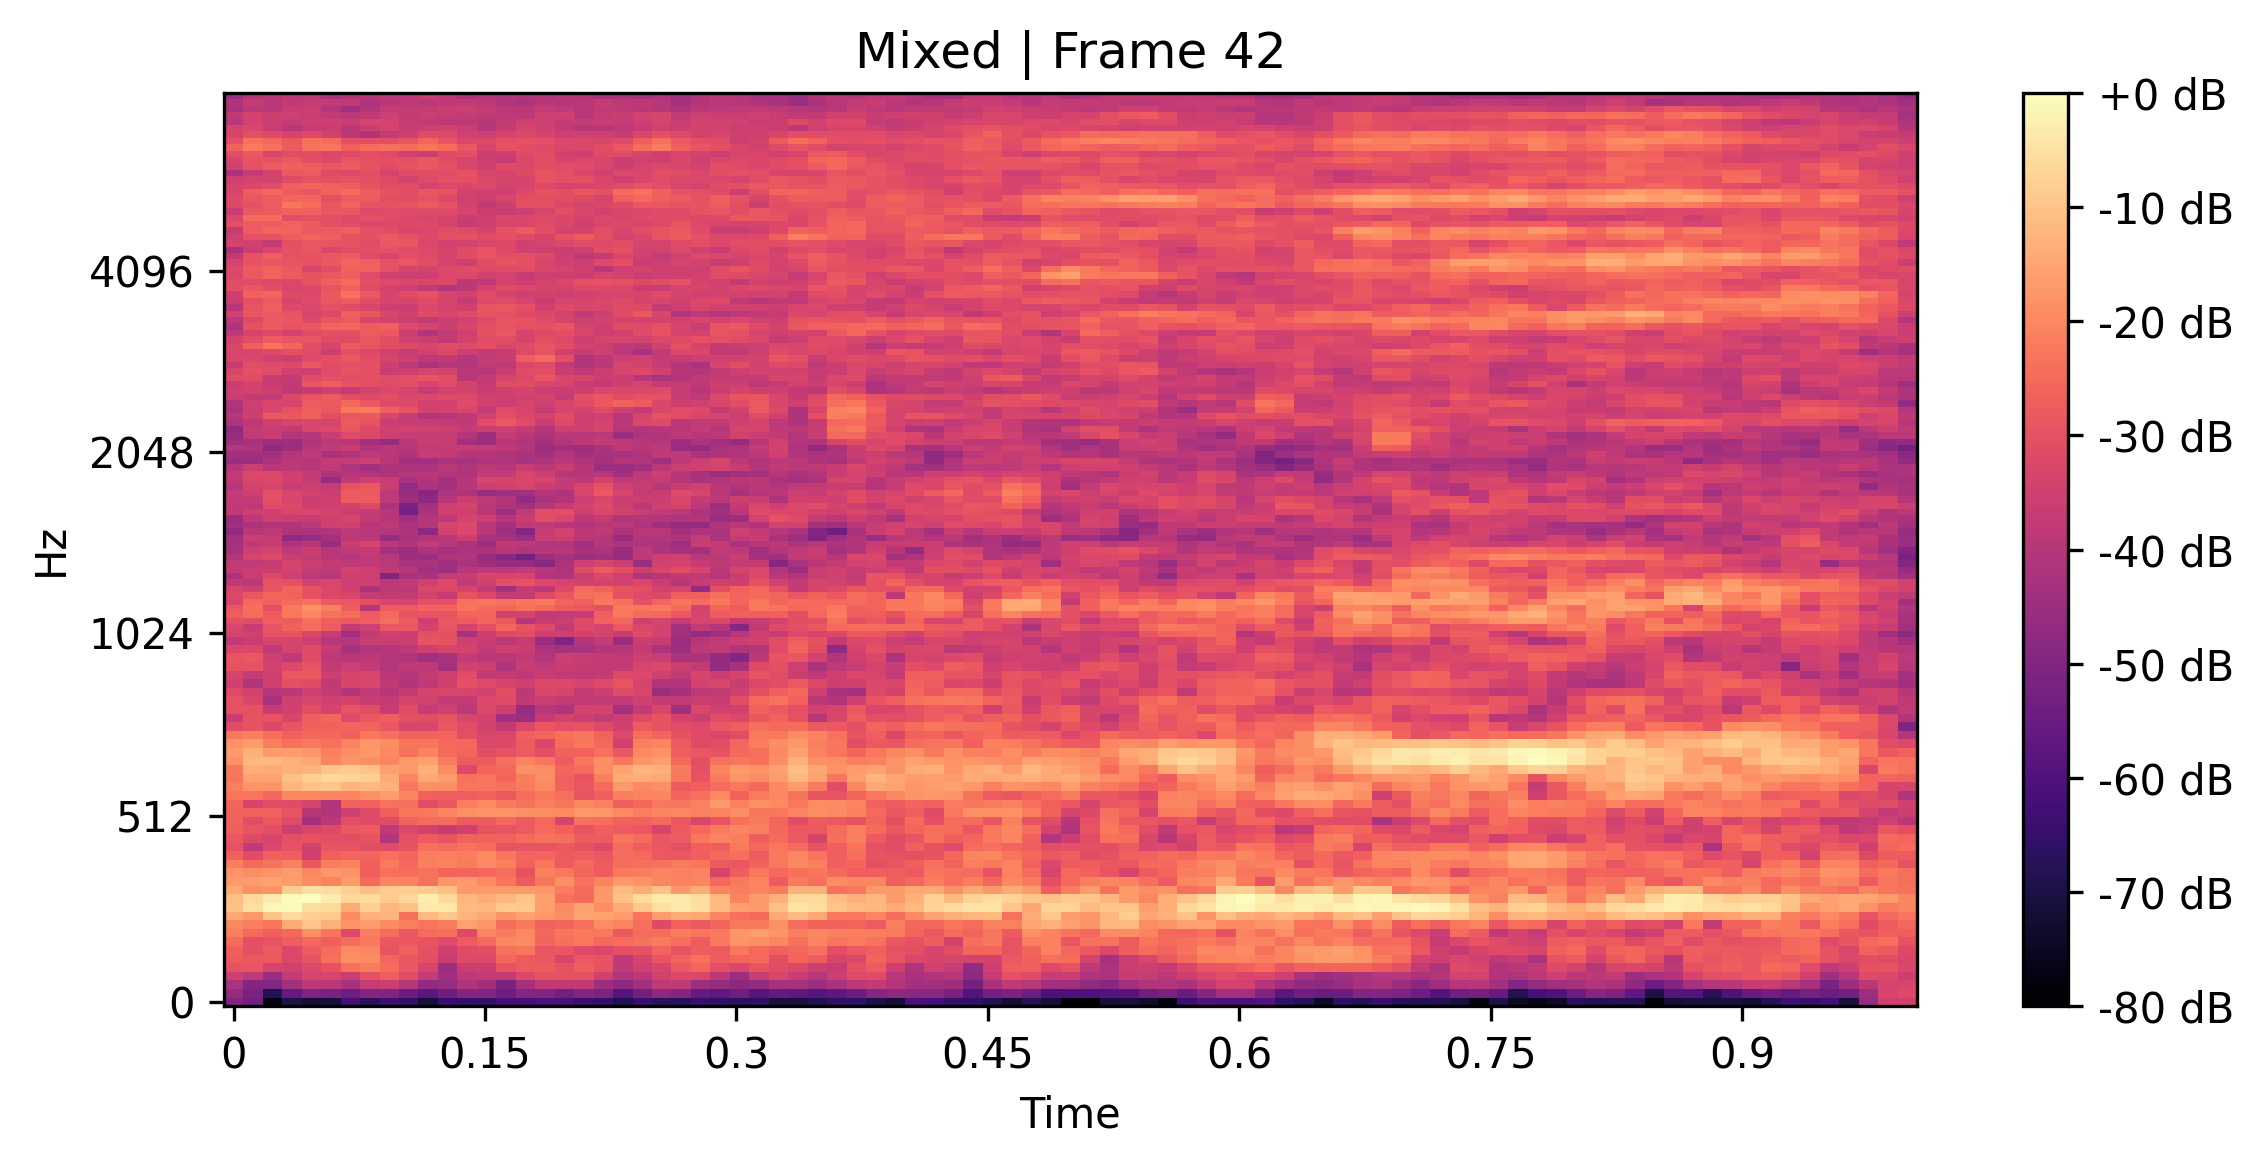 Mixed | Frame 42
+0 dB
-10 dB
-20 dB
-30 dB
-40 dB
-50 dB
-60 dB
-70 dB
-80 dB
4096
2048
1024
512
0
Hz
0 0.15 0.3 0.45 0.6 0.75 0.9
Time